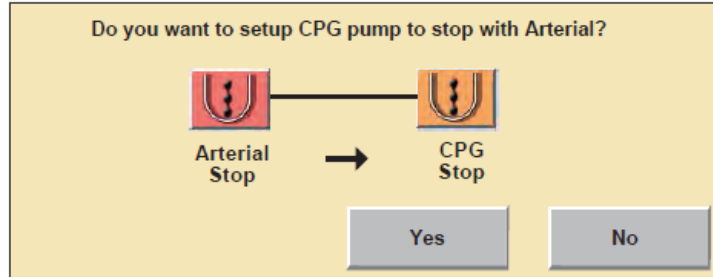 Do you want to setup CPG pump to stop with Arterial?
Arterial
Stop
CPG
Stop
Yes
No